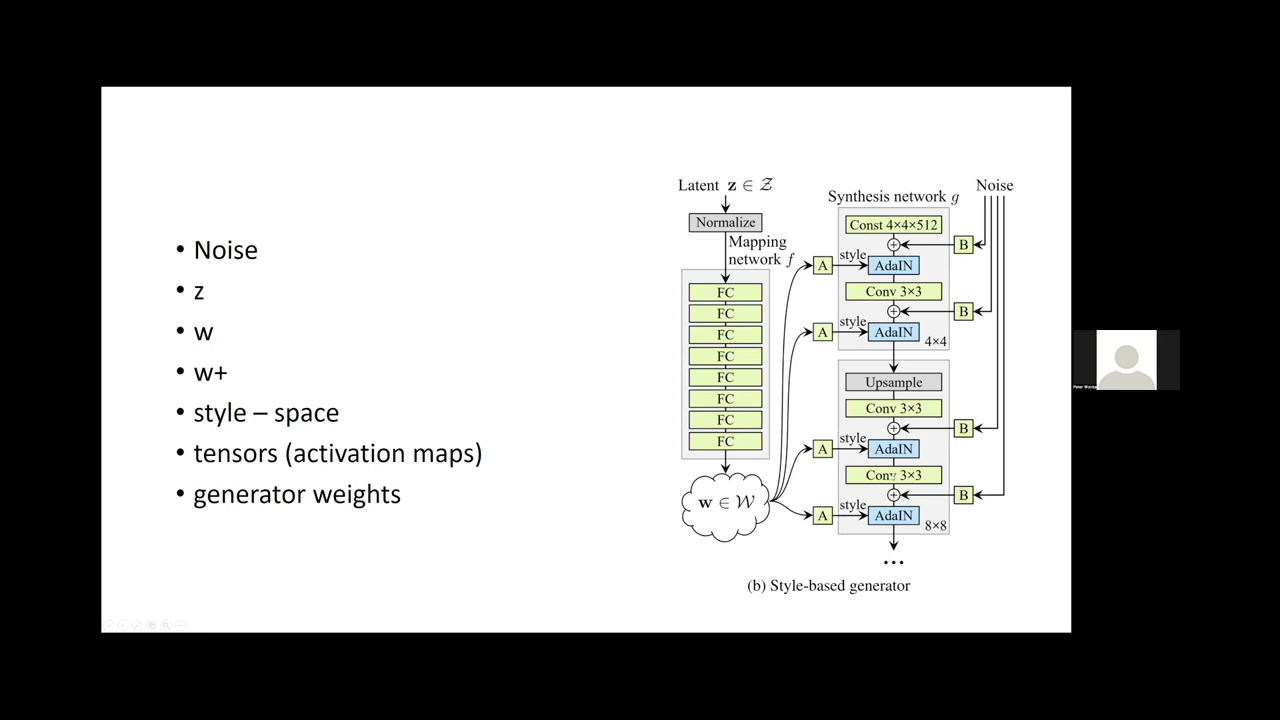 • Noise
• z
• w
• w+
• style – space
• tensors (activation maps)
• generator weights
Latent z ∈ 𝒵
Normalize
Mapping
network f
FC
FC
FC
FC
FC
FC
FC
FC
w ∈ 𝒲
Synthesis network g
Noise
Const 4×4×512
B
A
style
AdaIN
Conv 3×3
B
A
style
AdaIN
4×4
Upsample
Conv 3×3
B
A
style
AdaIN
Conv 3×3
B
A
style
AdaIN
8×8
...
(b) Style-based generator
Peter Wonka